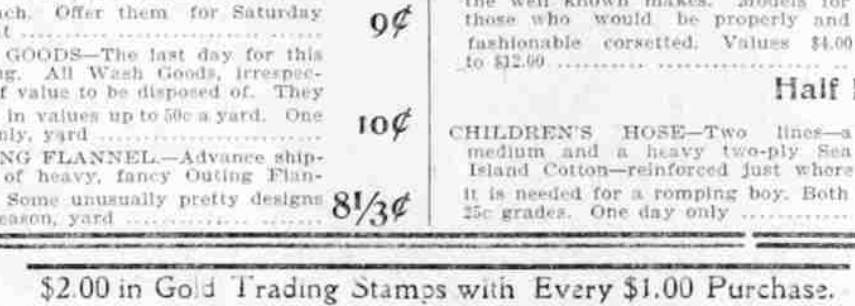 ach. Offer them for Saturday
t .......................... 9¢
GOODS—The last day for this
ng. All Wash Goods, irrespec-
f value to be disposed of. They
in values up to 50c a yard. One
nly, yard .......................... 10¢
NG FLANNEL.—Advance ship-
of heavy, fancy Outing Flan-
Some unusually pretty designs
eason, yard .................. 8⅓¢
the well known makes. Models for
those who would be properly and
fashionable corsetted. Values $4.00
to $12.00 ..........................
Half
CHILDREN'S HOSE—Two lines—a
medium and a heavy two-ply Sea
Island Cotton—reinforced just where
it is needed for a romping boy. Both
25c grades. One day only ...........
$2.00 in Gold Trading Stamps with Every $1.00 Purchase.